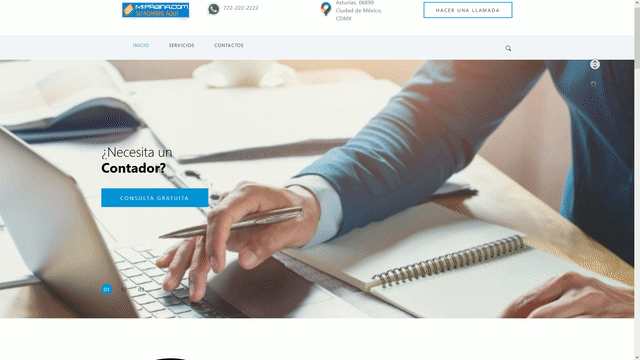 MIPAGINA.COM
SU NOMBRE AQUI
722-222-2222
Asturias, 06890
Ciudad de México,
CDMX
HACER UNA LLAMADA
INICIO
SERVICIOS
CONTACTOS
¿Necesita un
Contador?
CONSULTA GRATUITA
01
03